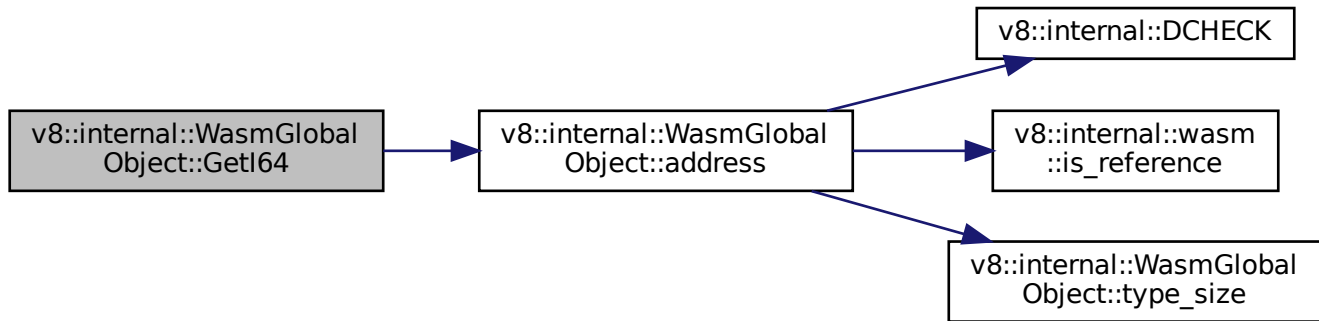 v8::internal::WasmGlobal
Object::GetI64
v8::internal::WasmGlobal
Object::address
v8::internal::DCHECK
v8::internal::wasm
::is_reference
v8::internal::WasmGlobal
Object::type_size